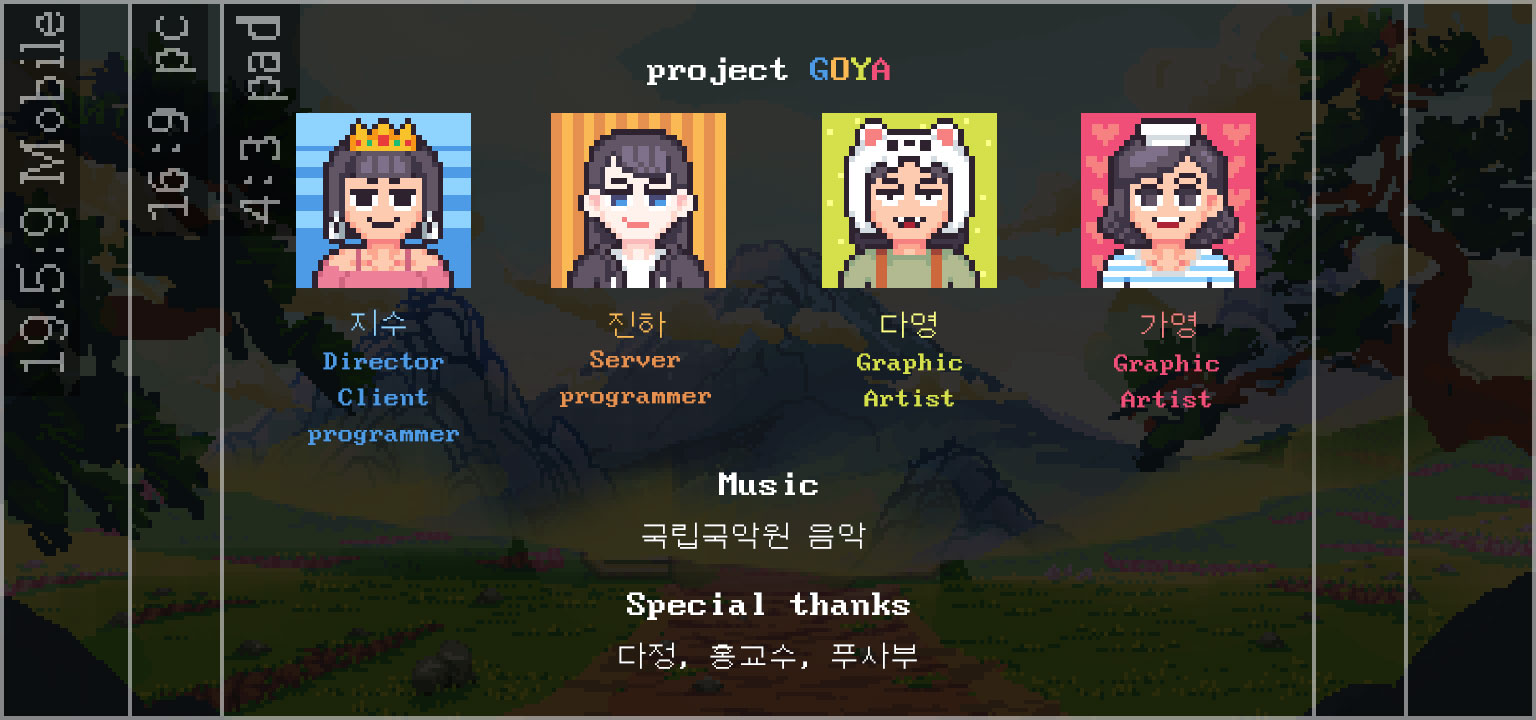 19.5:9 Mobile
16:9 pc
4:3 pad
project GOYA
지수
Director
Client
programmer
진하
Server
programmer
다영
Graphic
Artist
가영
Graphic
Artist
Music
국립국악원 음악
Special thanks
다정, 홍교수, 푸사부